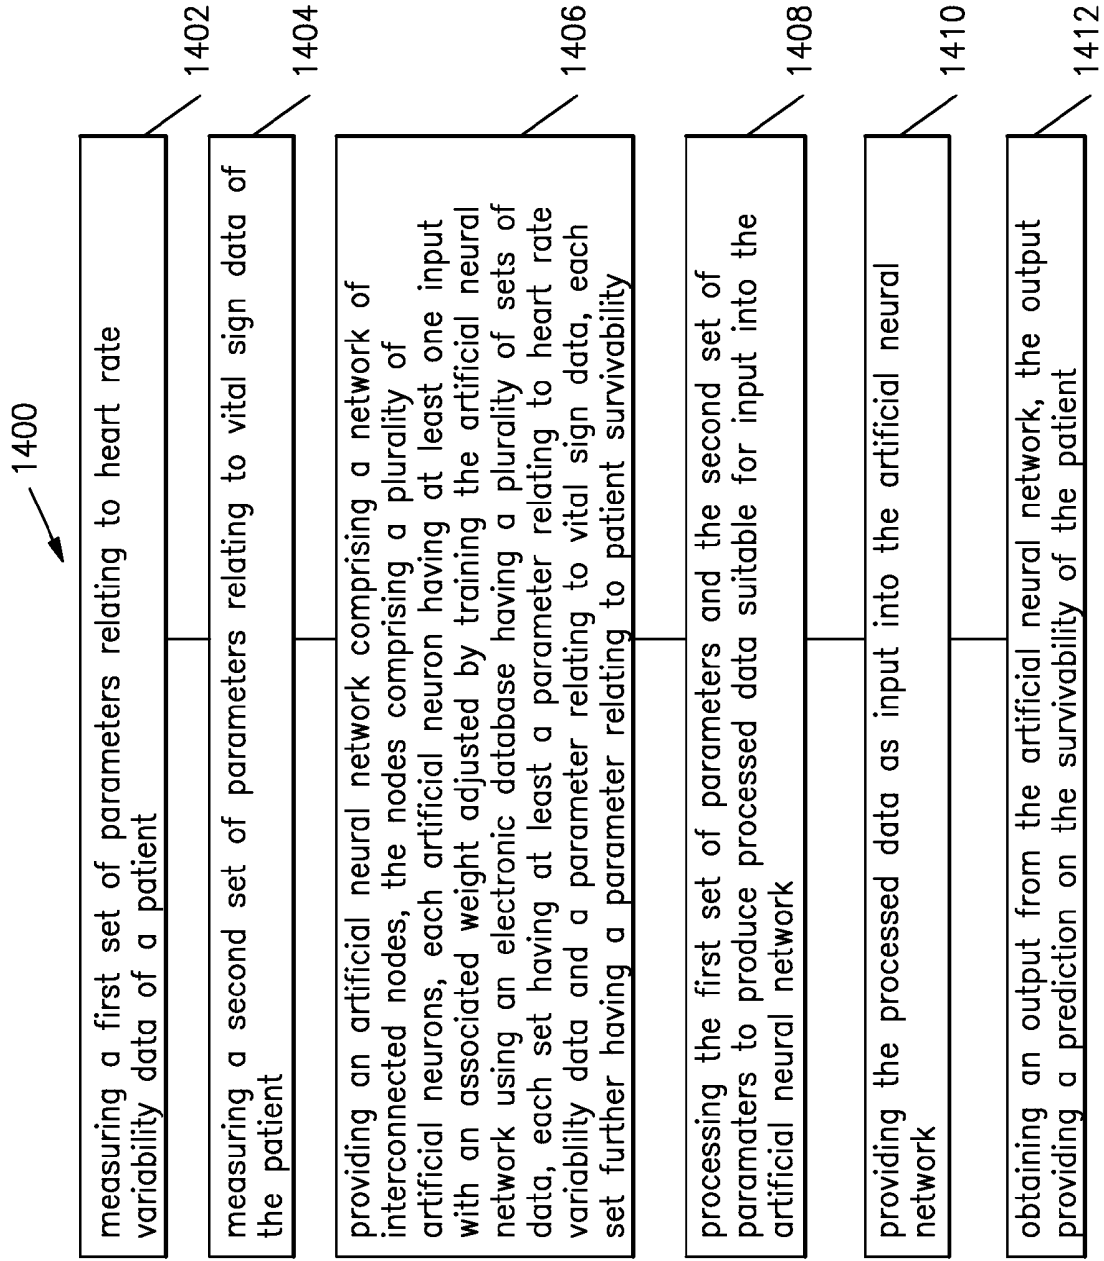 1400
measuring a first set of parameters relating to heart rate
variability data of a patient
1402
measuring a second set of parameters relating to vital sign data of
the patient
1404
providing an artificial neural network comprising a network of
interconnected nodes, the nodes comprising a plurality of
artificial neurons, each artificial neuron having at least one input
with an associated weight adjusted by training the artificial neural
network using an electronic database having a plurality of sets of
data, each set having at least a parameter relating to heart rate
variablilty data and a parameter relating to vital sign data, each
set further having a parameter relating to patient survivability
1406
processing the first set of parameters and the second set of
paramaters to produce processed data suitable for input into the
artificial neural network
1408
providing the processed data as input into the artificial neural
network
1410
obtaining an output from the artificial neural network, the output
providing a prediction on the survivability of the patient
1412